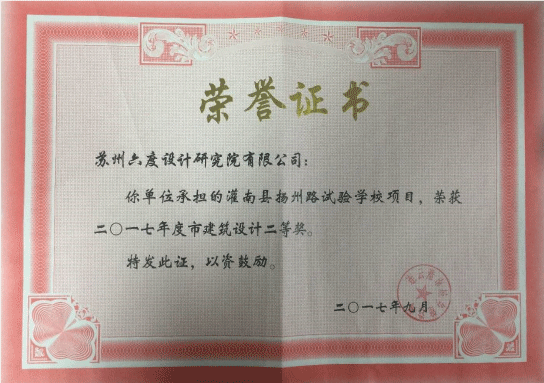 荣誉证书
苏州六度设计研究院有限公司：
你单位承担的灌南县扬州路试验学校项目，荣获
二〇一七年度市建筑设计二等奖。
特发此证，以资鼓励。
二〇一七年九月